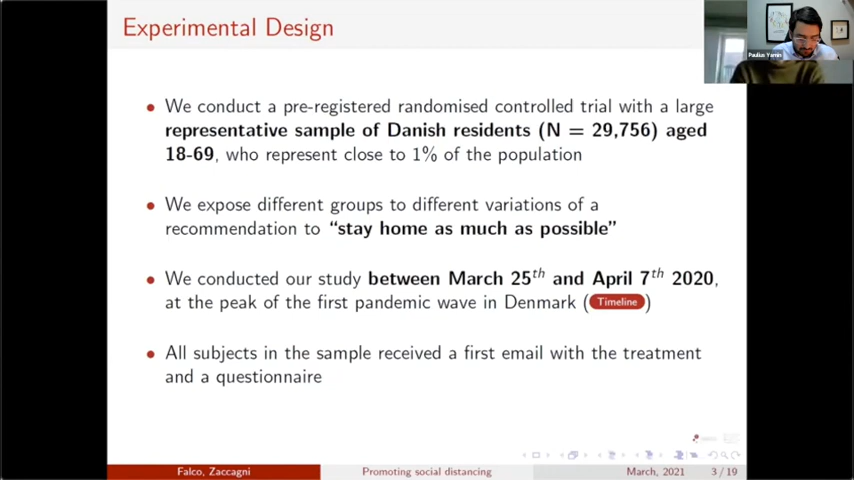 Experimental Design
Paulius Yamin
• We conduct a pre-registered randomised controlled trial with a large
representative sample of Danish residents (N = 29,756) aged
18-69, who represent close to 1% of the population
• We expose different groups to different variations of a
recommendation to “stay home as much as possible”
• We conducted our study between March 25th and April 7th 2020,
at the peak of the first pandemic wave in Denmark (Timeline)
• All subjects in the sample received a first email with the treatment
and a questionnaire
Falco, Zaccagni
Promoting social distancing
March, 2021
3 / 19